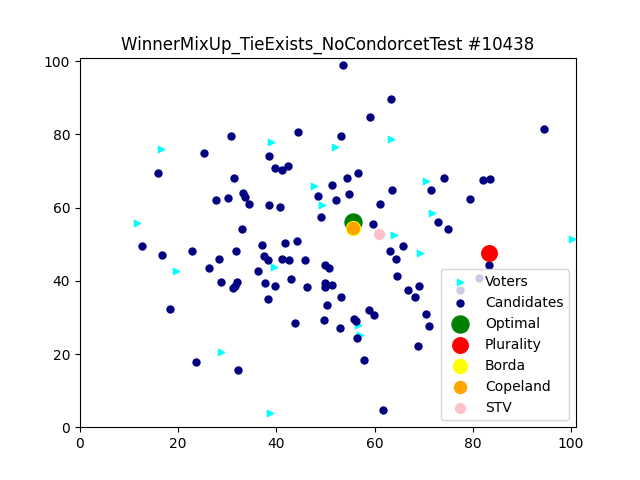 WinnerMixUp_TieExists_NoCondorcetTest #10438
100
80
60
40
20
0
0 20 40 60 80 100
Voters
Candidates
Optimal
Plurality
Borda
Copeland
STV